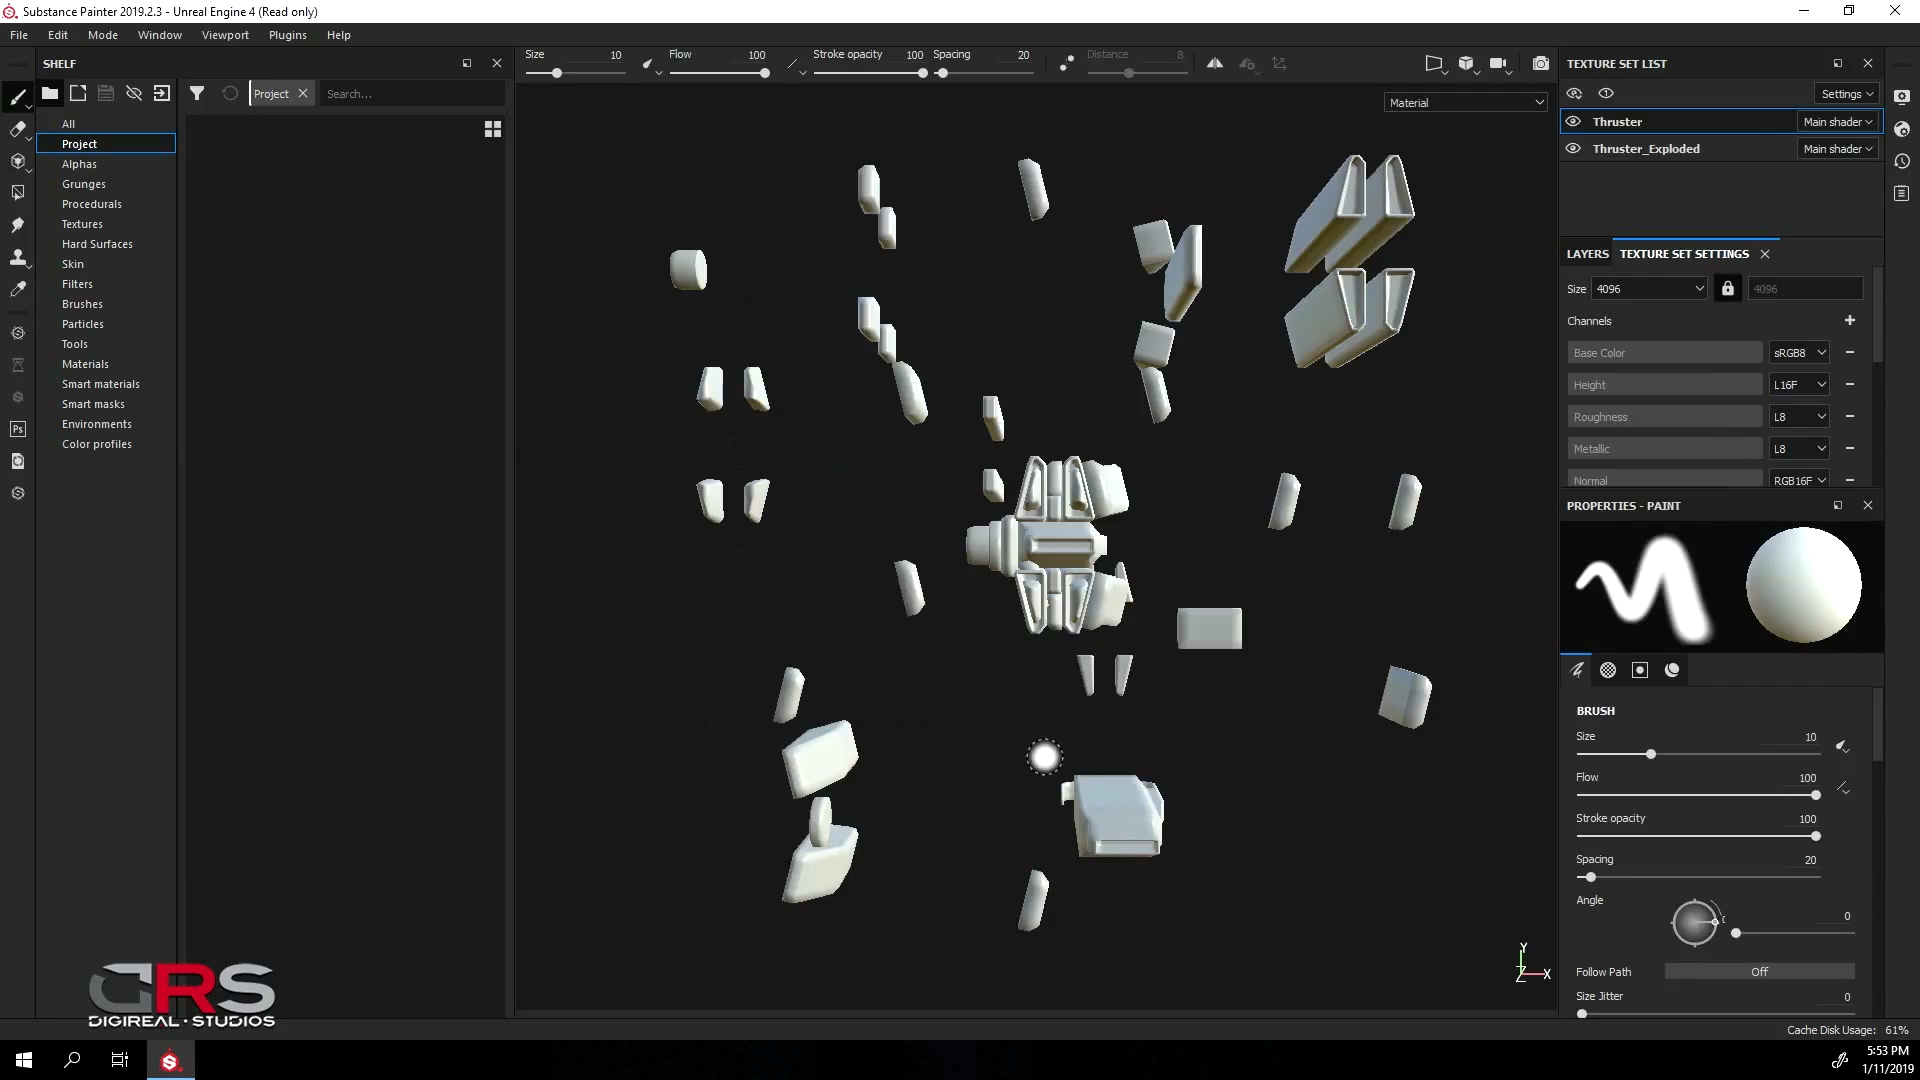 Substance Painter 2019.2.3 - Unreal Engine 4 (Read only)
File Edit Mode Window Viewport Plugins Help
SHELF
Project
Search...
All
Project
Alphas
Grunges
Procedurals
Textures
Hard Surfaces
Skin
Filters
Brushes
Particles
Tools
Materials
Smart materials
Smart masks
Environments
Color profiles
Ps
Size 10 Flow 100 Stroke opacity 100 Spacing 20 Distance 8
Material
Y
Z X
TEXTURE SET LIST
Settings
Thruster Main shader
Thruster_Exploded Main shader
LAYERS TEXTURE SET SETTINGS
Size 4096 4096
Channels
Base Color sRGB8
Height L16F
Roughness L8
Metallic L8
Normal RGB16F
PROPERTIES - PAINT
BRUSH
Size 10
Flow 100
Stroke opacity 100
Spacing 20
Angle 0
Follow Path Off
Size Jitter 0
DRS
DIGIREAL·STUDIOS
Cache Disk Usage: 61%
5:53 PM
1/11/2019